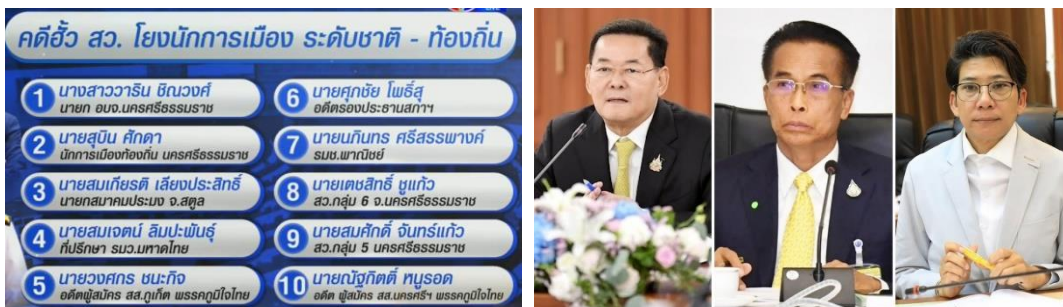 คดีฮั้ว สว. โยงนักการเมือง ระดับชาติ - ท้องถิ่น
1 นางสาววาริน ชิณวงศ์
นายก อบจ.นครศรีธรรมราช
2 นายสุบิน ศักดา
นักการเมืองท้องถิ่น นครศรีธรรมราช
3 นายสมเกียรติ เลียงประสิทธิ์
นายกสมาคมประมง จ.สตูล
4 นายสมเจตน์ ลิมปะพันธุ์
ที่ปรึกษา รมว.มหาดไทย
5 นายวงศกร ชนะกิจ
อดีตผู้สมัคร สส.ภูเก็ต พรรคภูมิใจไทย
6 นายศุภชัย โพธิ์สุ
อดีตรองประธานสภาฯ
7 นายนภินทร ศรีสรรพางค์
รมช.พาณิชย์
8 นายเตชสิทธิ์ ชูแก้ว
สว.กลุ่ม 6 จ.นครศรีธรรมราช
9 นายสมศักดิ์ จันทร์แก้ว
สว.กลุ่ม 5 นครศรีธรรมราช
10 นายณัฐกิตติ์ หนูรอด
อดีต ผู้สมัคร สส.นครศรีฯ พรรคภูมิใจไทย